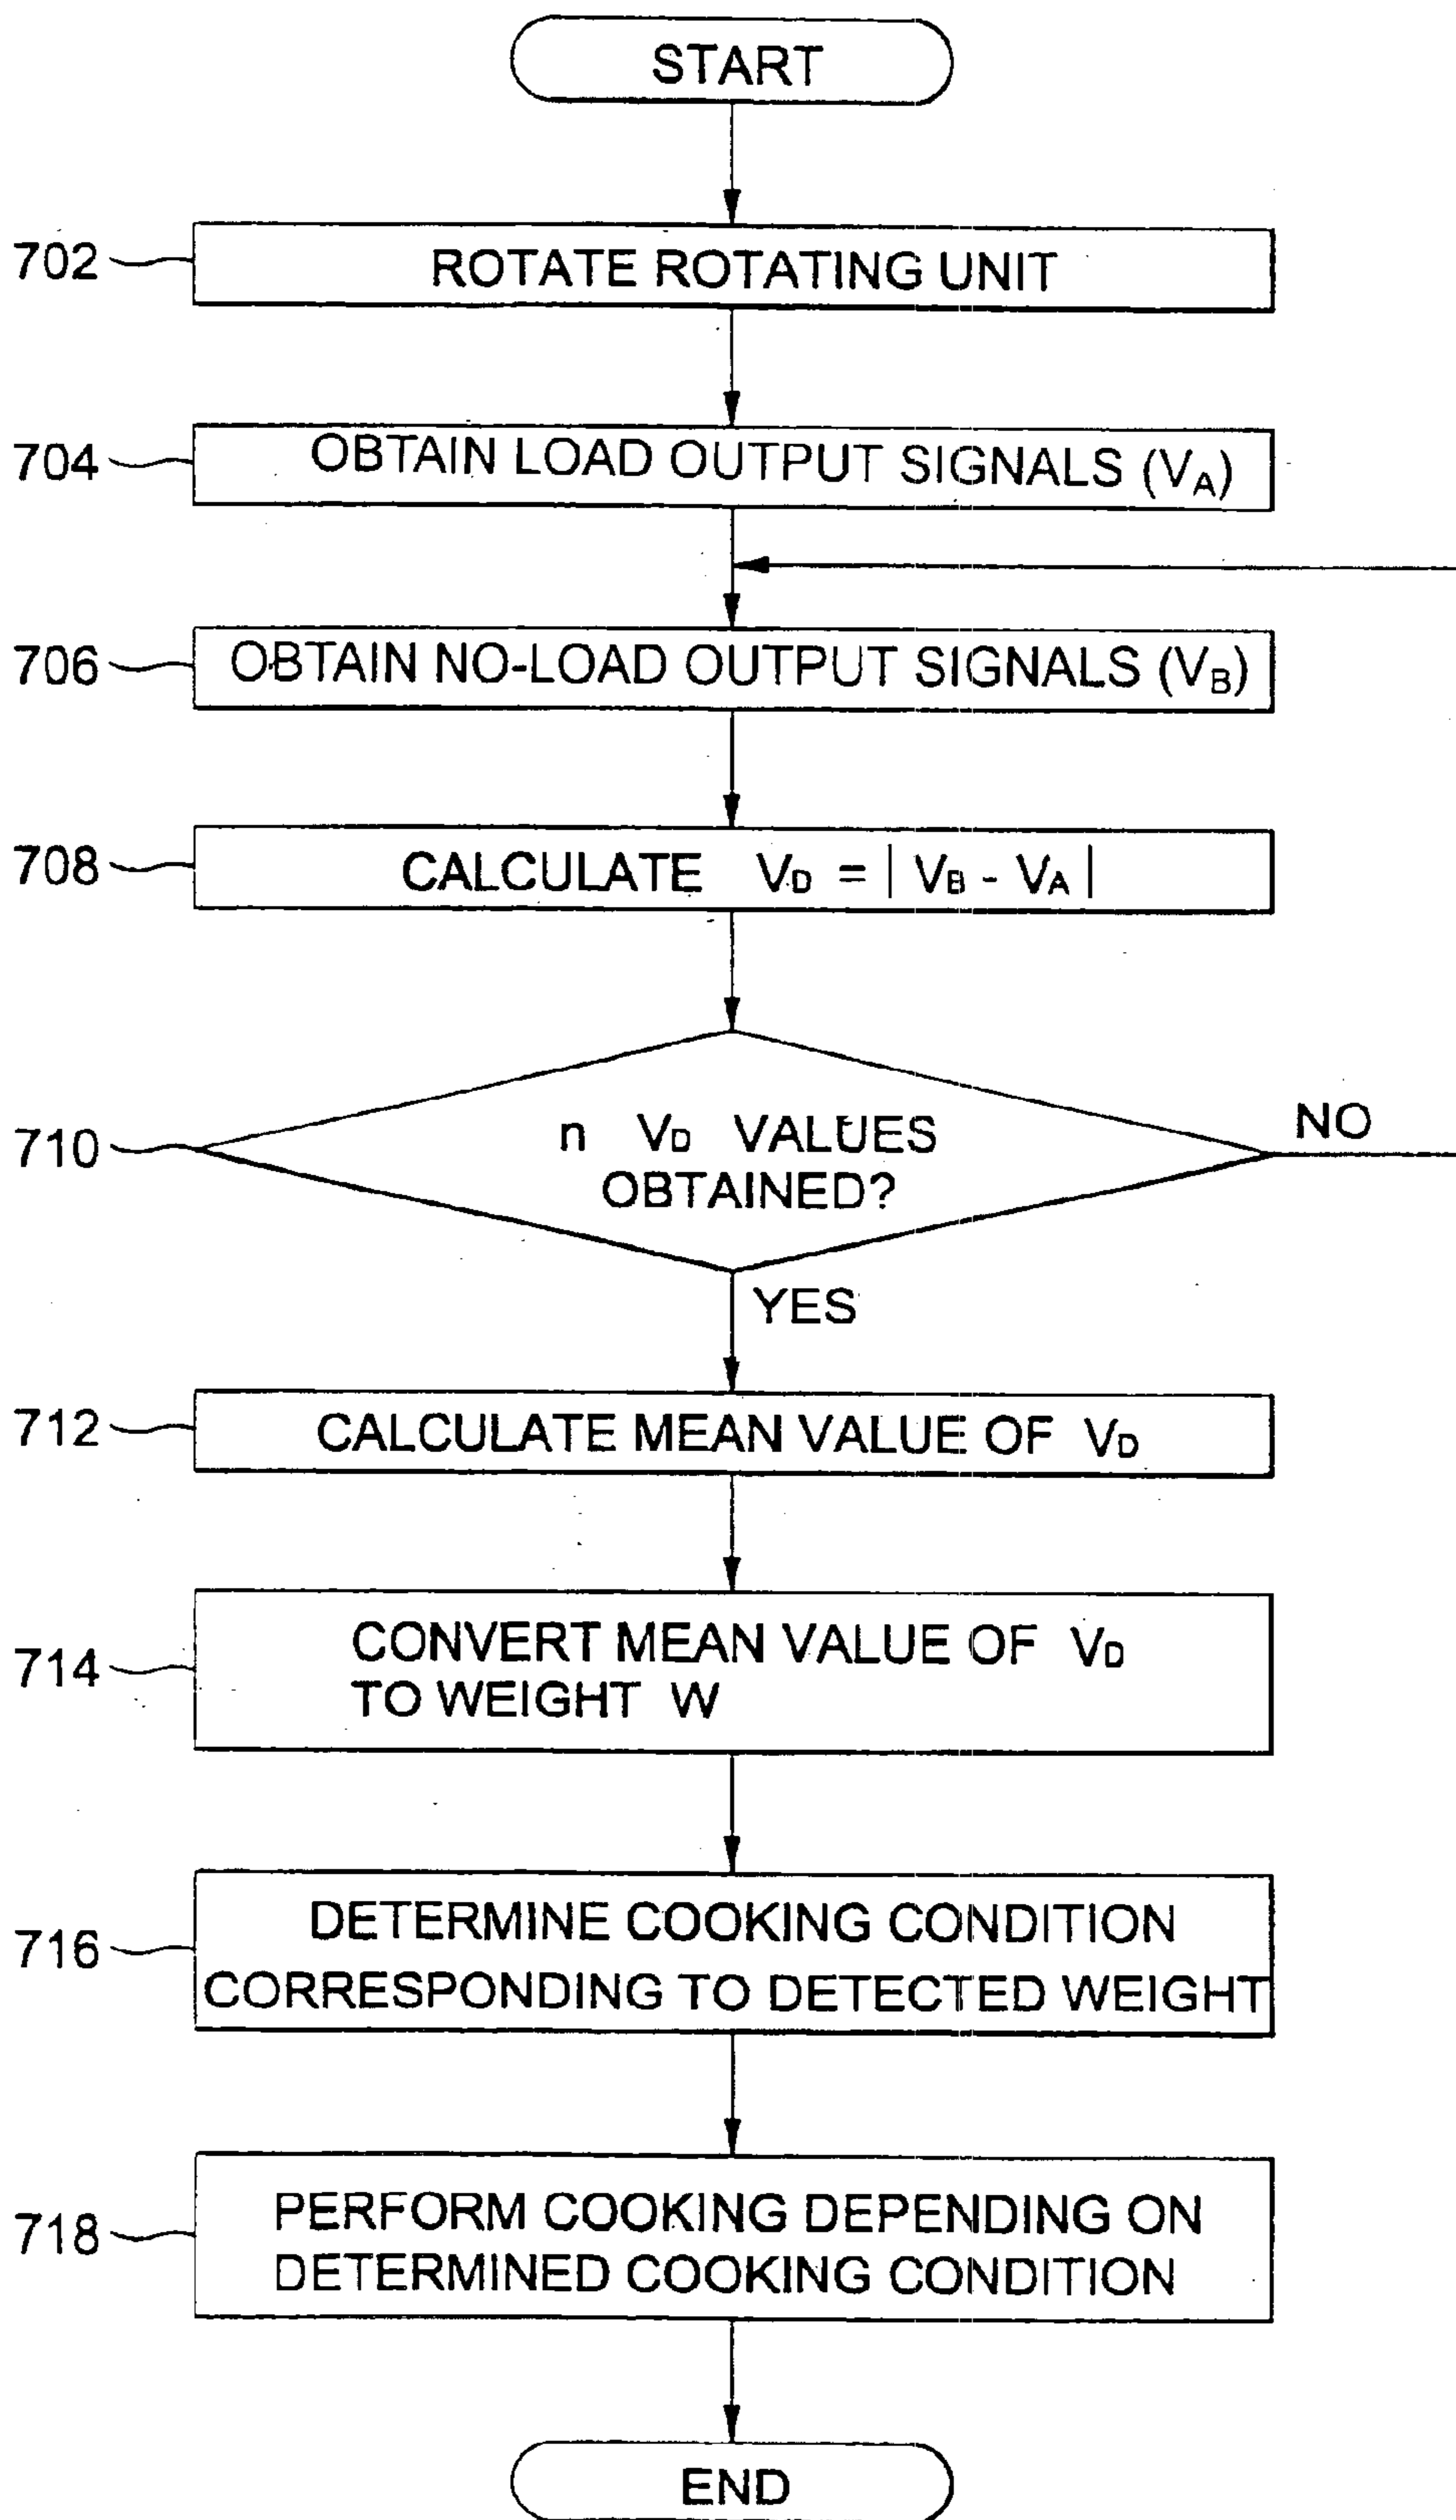 START
702
ROTATE ROTATING UNIT
704
OBTAIN LOAD OUTPUT SIGNALS (VA)
706
OBTAIN NO-LOAD OUTPUT SIGNALS (VB)
708
CALCULATE VD = | VB - VA |
710
n VD VALUES
OBTAINED?
NO
YES
712
CALCULATE MEAN VALUE OF VD
714
CONVERT MEAN VALUE OF VD
TO WEIGHT W
716
DETERMINE COOKING CONDITION
CORRESPONDING TO DETECTED WEIGHT
718
PERFORM COOKING DEPENDING ON
DETERMINED COOKING CONDITION
END